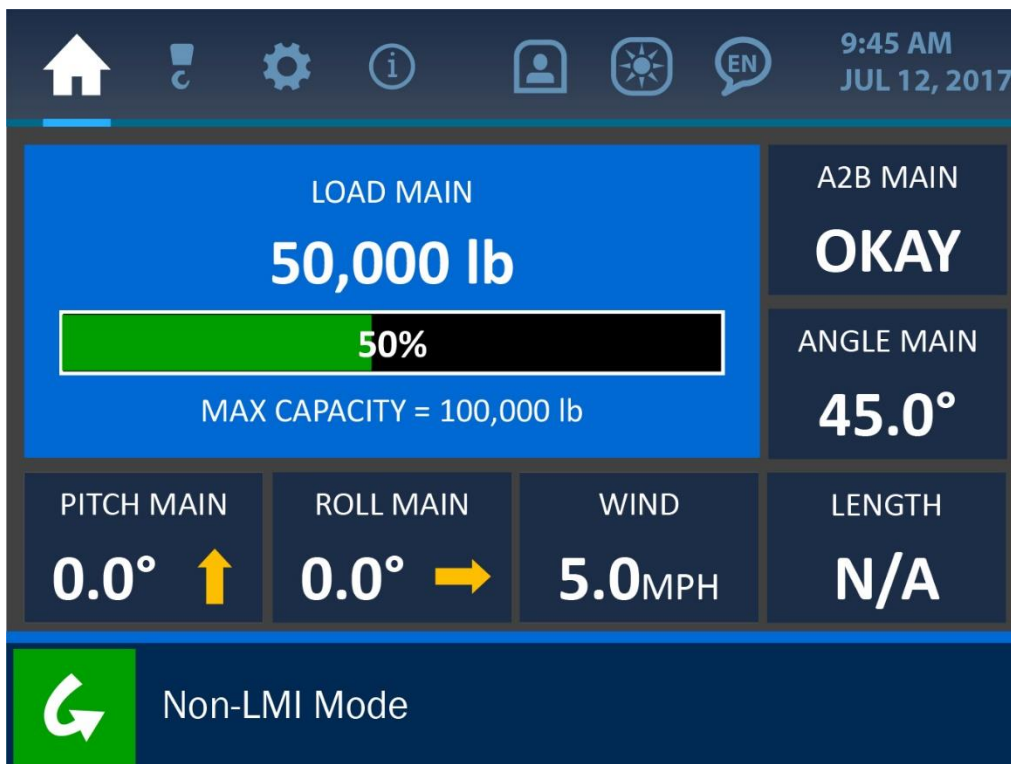 EN
9:45 AM
JUL 12, 2017
LOAD MAIN
50,000 lb
50%
MAX CAPACITY = 100,000 lb
A2B MAIN
OKAY
ANGLE MAIN
45.0°
PITCH MAIN
0.0°
ROLL MAIN
0.0°
WIND
5.0MPH
LENGTH
N/A
Non-LMI Mode